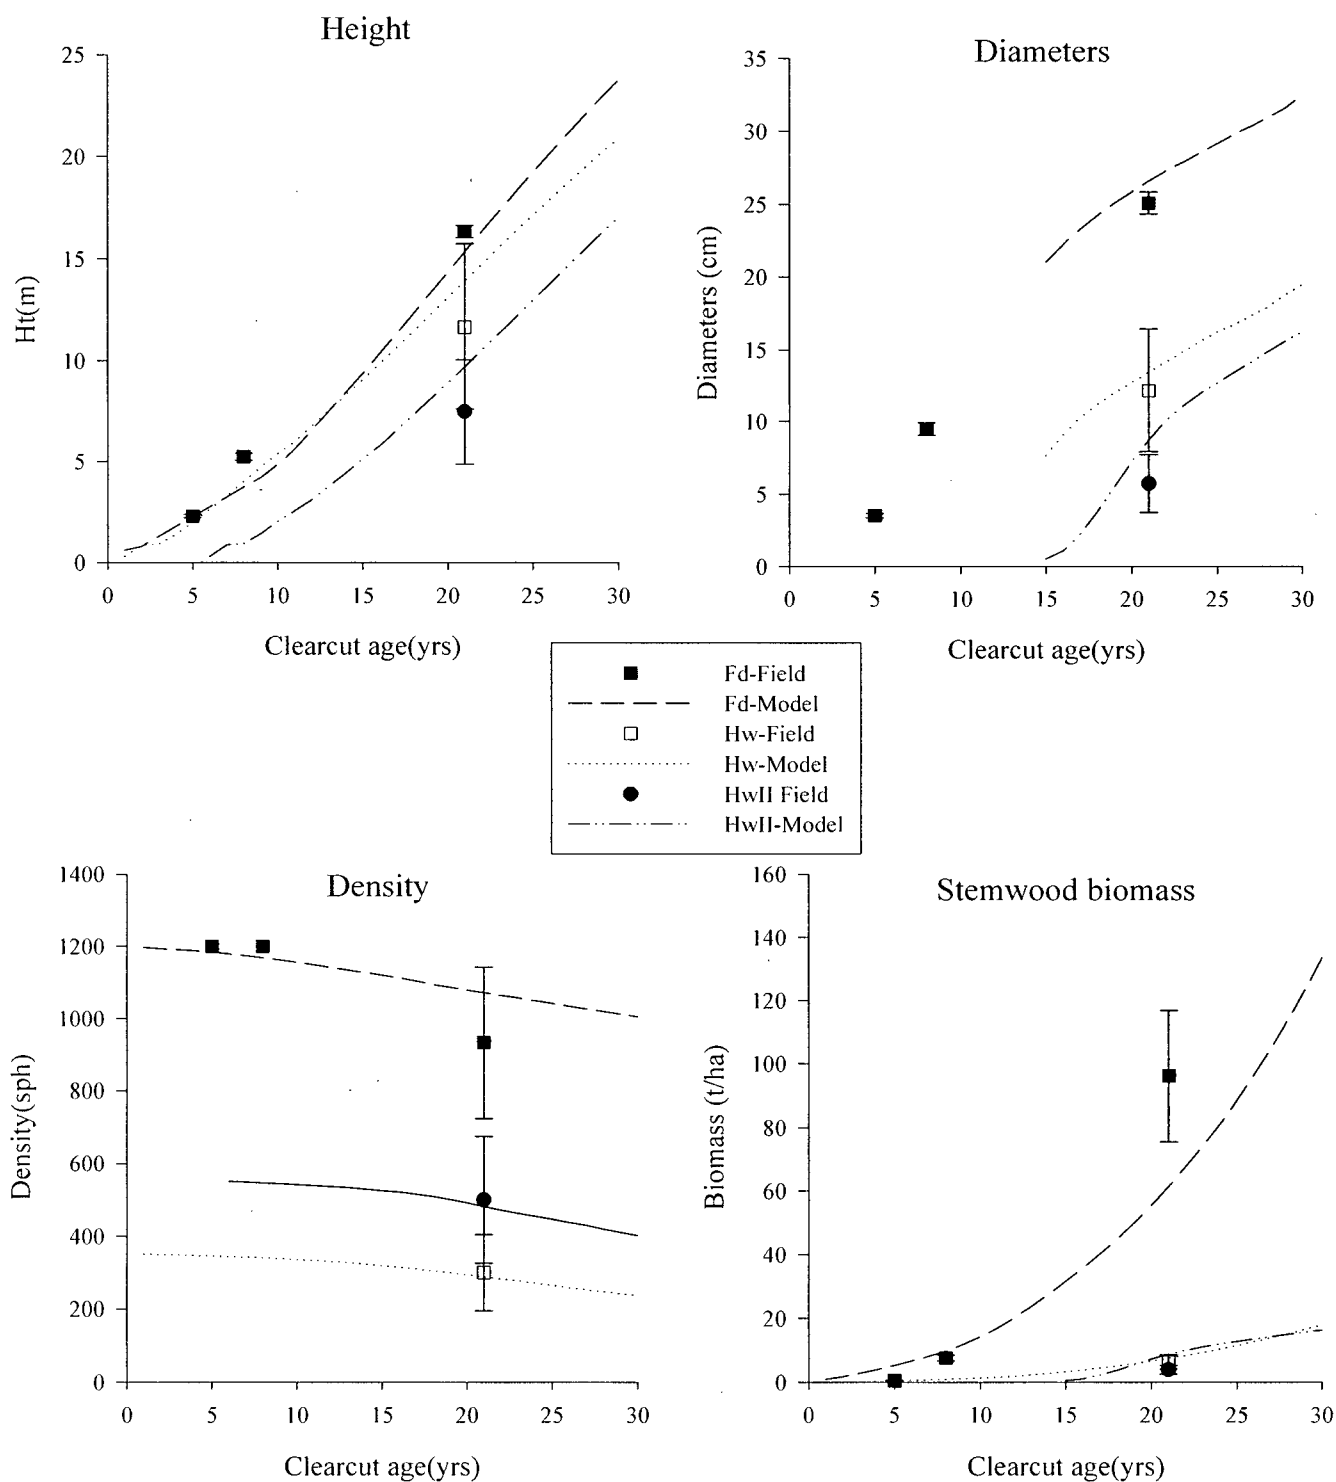 Height
25
20
15
10
5
0
Ht(m)
0 5 10 15 20 25 30
Clearcut age(yrs)
Diameters
35
30
25
20
15
10
5
0
Diameters (cm)
0 5 10 15 20 25 30
Clearcut age(yrs)
Fd-Field
Fd-Model
Hw-Field
Hw-Model
HwII Field
HwII-Model
Density
1400
1200
1000
800
600
400
200
0
Density(sph)
0 5 10 15 20 25 30
Clearcut age(yrs)
Stemwood biomass
160
140
120
100
80
60
40
20
0
Biomass (t/ha)
0 5 10 15 20 25 30
Clearcut age(yrs)